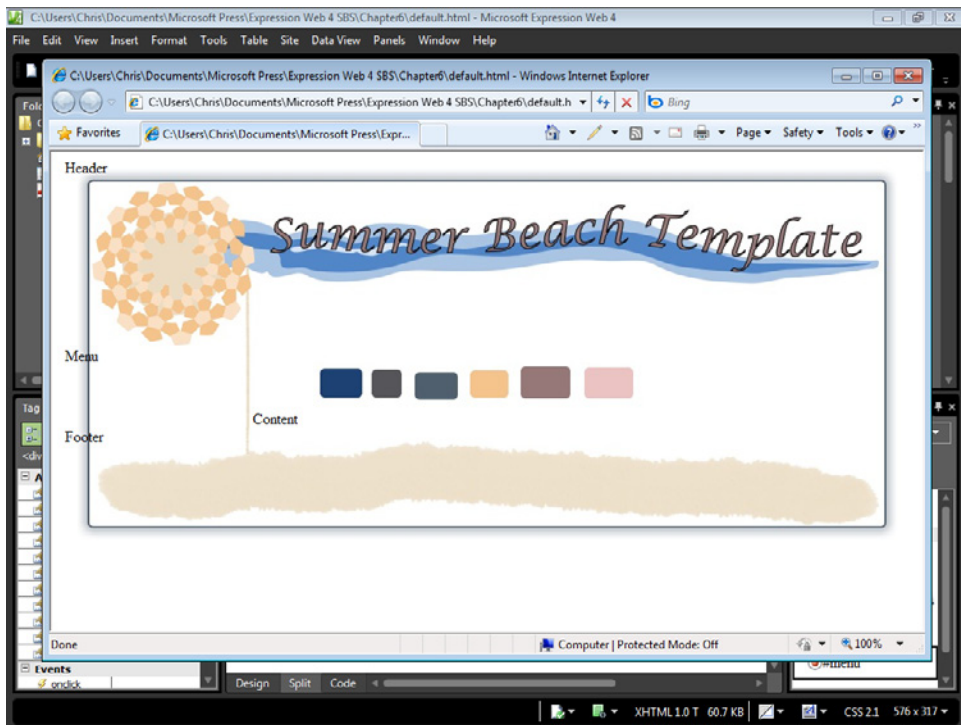 C:\Users\Chris\Documents\Microsoft Press\Expression Web 4 SBS\Chapter6\default.html - Microsoft Expression Web 4
File Edit View Insert Format Tools Table Site Data View Panels Window Help
C:\Users\Chris\Documents\Microsoft Press\Expression Web 4 SBS\Chapter6\default.html - Windows Internet Explorer
C:\Users\Chris\Documents\Microsoft Press\Expression Web 4 SBS\Chapter6\default.h
Bing
Favorites
C:\Users\Chris\Documents\Microsoft Press\Expr...
Page Safety Tools
Header
Summer Beach Template
Menu
Content
Footer
Tag
<div
Done
Computer | Protected Mode: Off
100%
Events
onclick
Design Split Code
#menu
XHTML 1.0 T 60.7 KB CSS 2.1 576 x 317